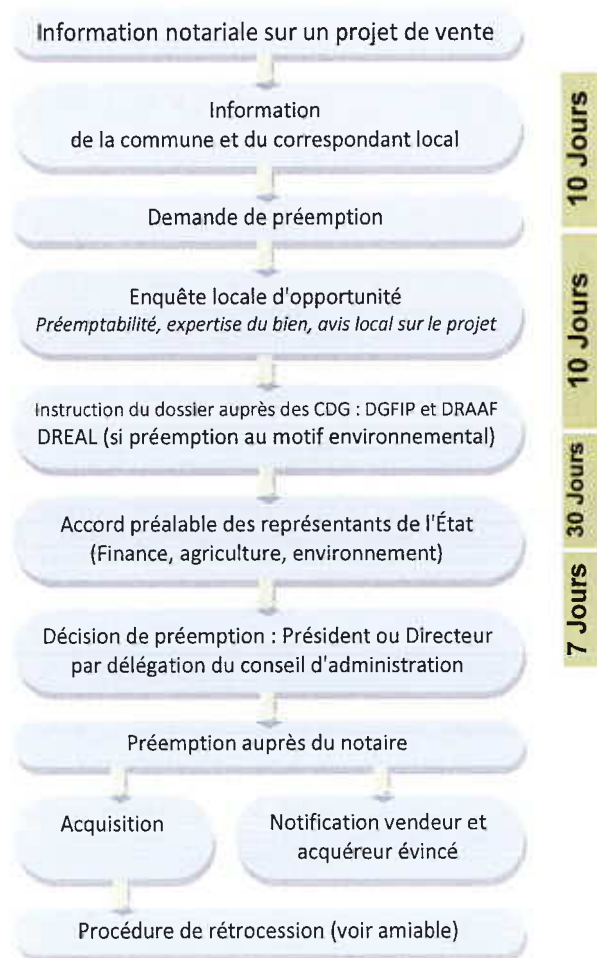 Information notariale sur un projet de vente
Information
de la commune et du correspondant local
10 Jours
Demande de préemption
Enquête locale d'opportunité
Préemptabilité, expertise du bien, avis local sur le projet
10 Jours
Instruction du dossier auprès des CDG : DGFIP et DRAAF
DREAL (si préemption au motif environnemental)
30 Jours
Accord préalable des représentants de l'État
(Finance, agriculture, environnement)
7 Jours
Décision de préemption : Président ou Directeur
par délégation du conseil d'administration
Préemption auprès du notaire
Acquisition
Notification vendeur et
acquéreur évincé
Procédure de rétrocession (voir amiable)